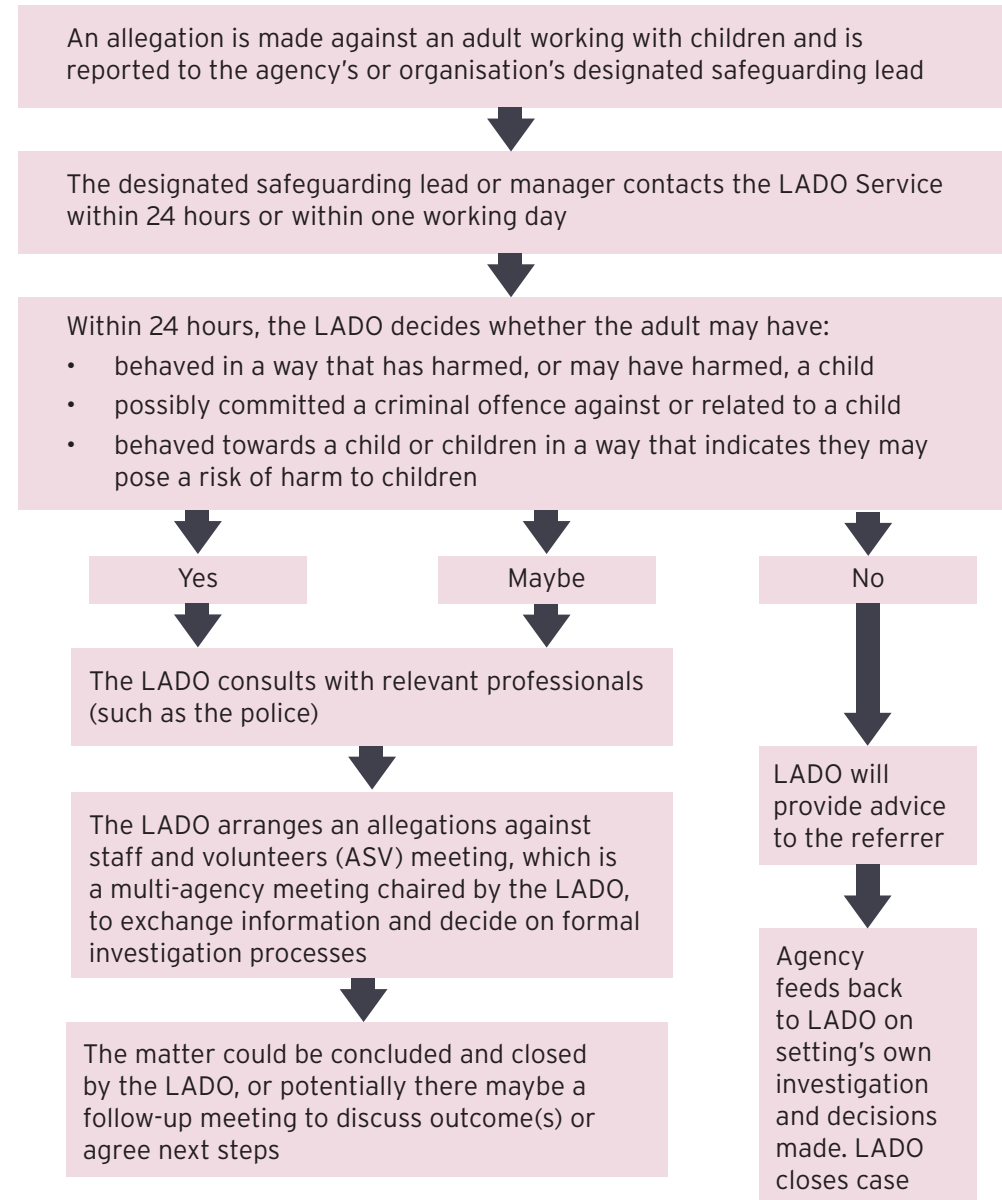 An allegation is made against an adult working with children and is
reported to the agency's or organisation's designated safeguarding lead
The designated safeguarding lead or manager contacts the LADO Service
within 24 hours or within one working day
Within 24 hours, the LADO decides whether the adult may have:
• behaved in a way that has harmed, or may have harmed, a child
• possibly committed a criminal offence against or related to a child
• behaved towards a child or children in a way that indicates they may
pose a risk of harm to children
Yes
Maybe
No
The LADO consults with relevant professionals
(such as the police)
The LADO arranges an allegations against
staff and volunteers (ASV) meeting, which is
a multi-agency meeting chaired by the LADO,
to exchange information and decide on formal
investigation processes
The matter could be concluded and closed
by the LADO, or potentially there maybe a
follow-up meeting to discuss outcome(s) or
agree next steps
LADO will
provide advice
to the referrer
Agency
feeds back
to LADO on
setting's own
investigation
and decisions
made. LADO
closes case